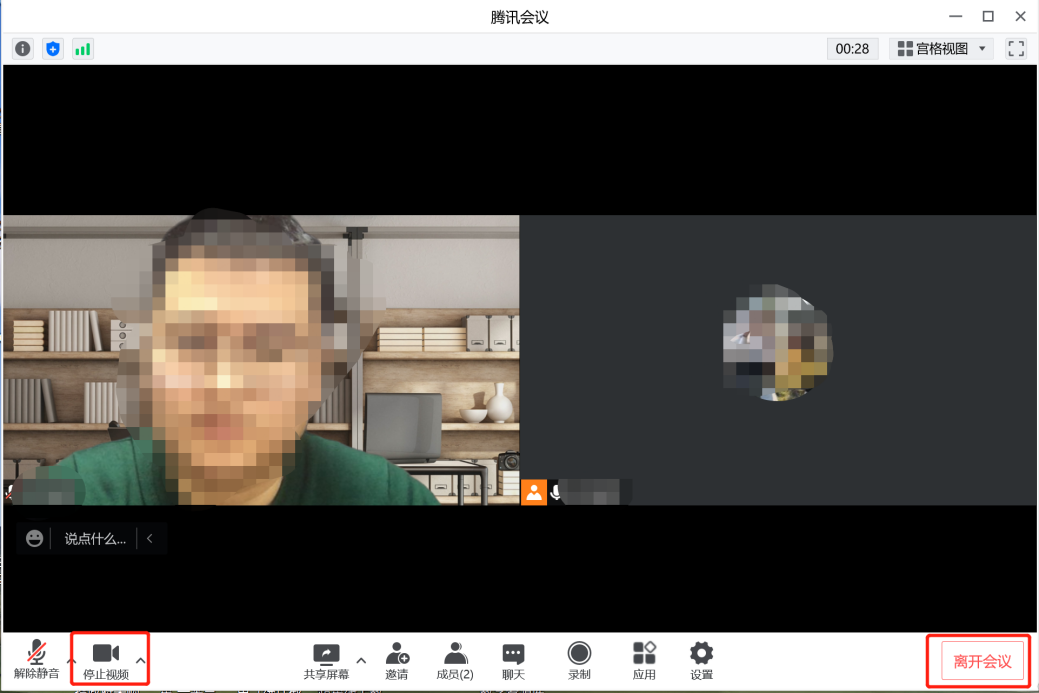 腾讯会议
00:28
宫格视图
说点什么...
解除静音
停止视频
共享屏幕
邀请
成员(2)
聊天
录制
应用
设置
离开会议